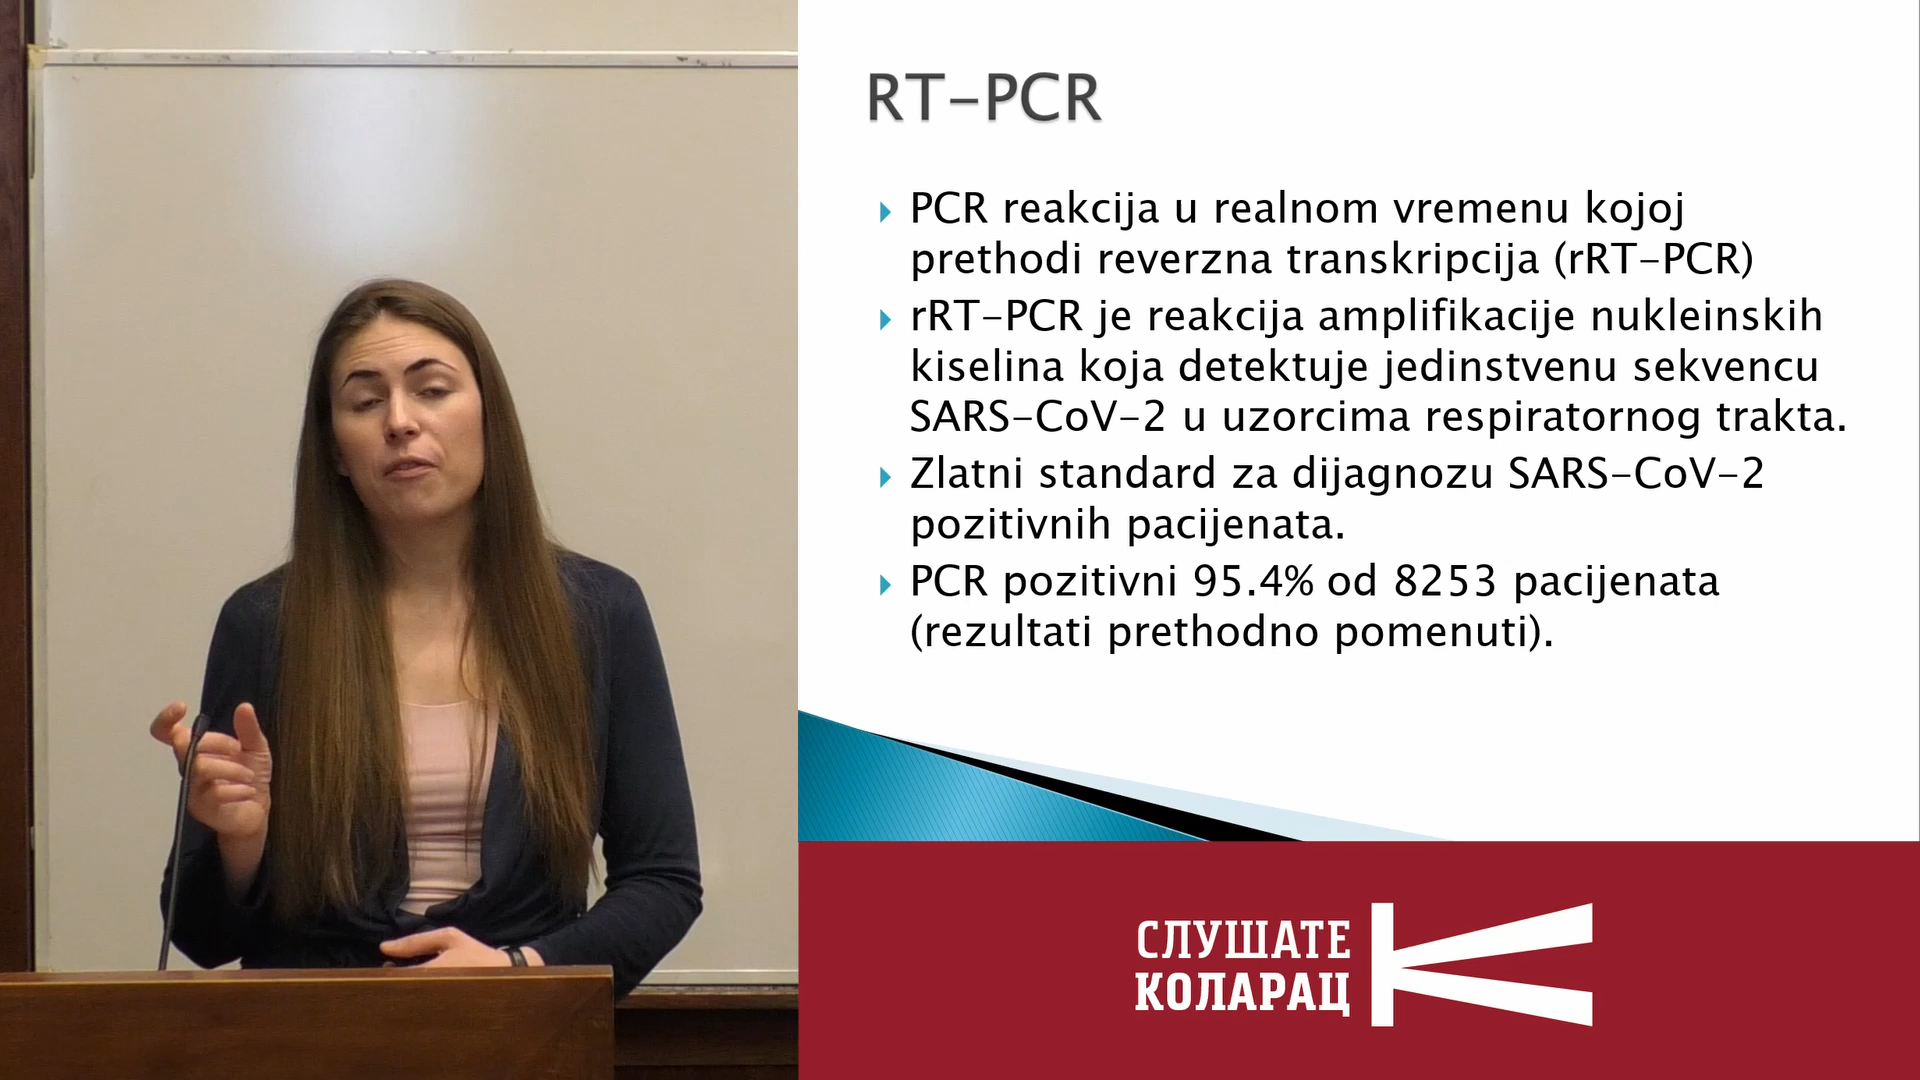 RT-PCR
PCR reakcija u realnom vremenu kojoj
prethodi reverzna transkripcija (rRT-PCR)
rRT-PCR je reakcija amplifikacije nukleinskih
kiselina koja detektuje jedinstvenu sekvencu
SARS-CoV-2 u uzorcima respiratornog trakta.
Zlatni standard za dijagnozu SARS-CoV-2
pozitivnih pacijenata.
PCR pozitivni 95.4% od 8253 pacijenata
(rezultati prethodno pomenuti).
СЛУШАТЕ
КОЛАРАЦ